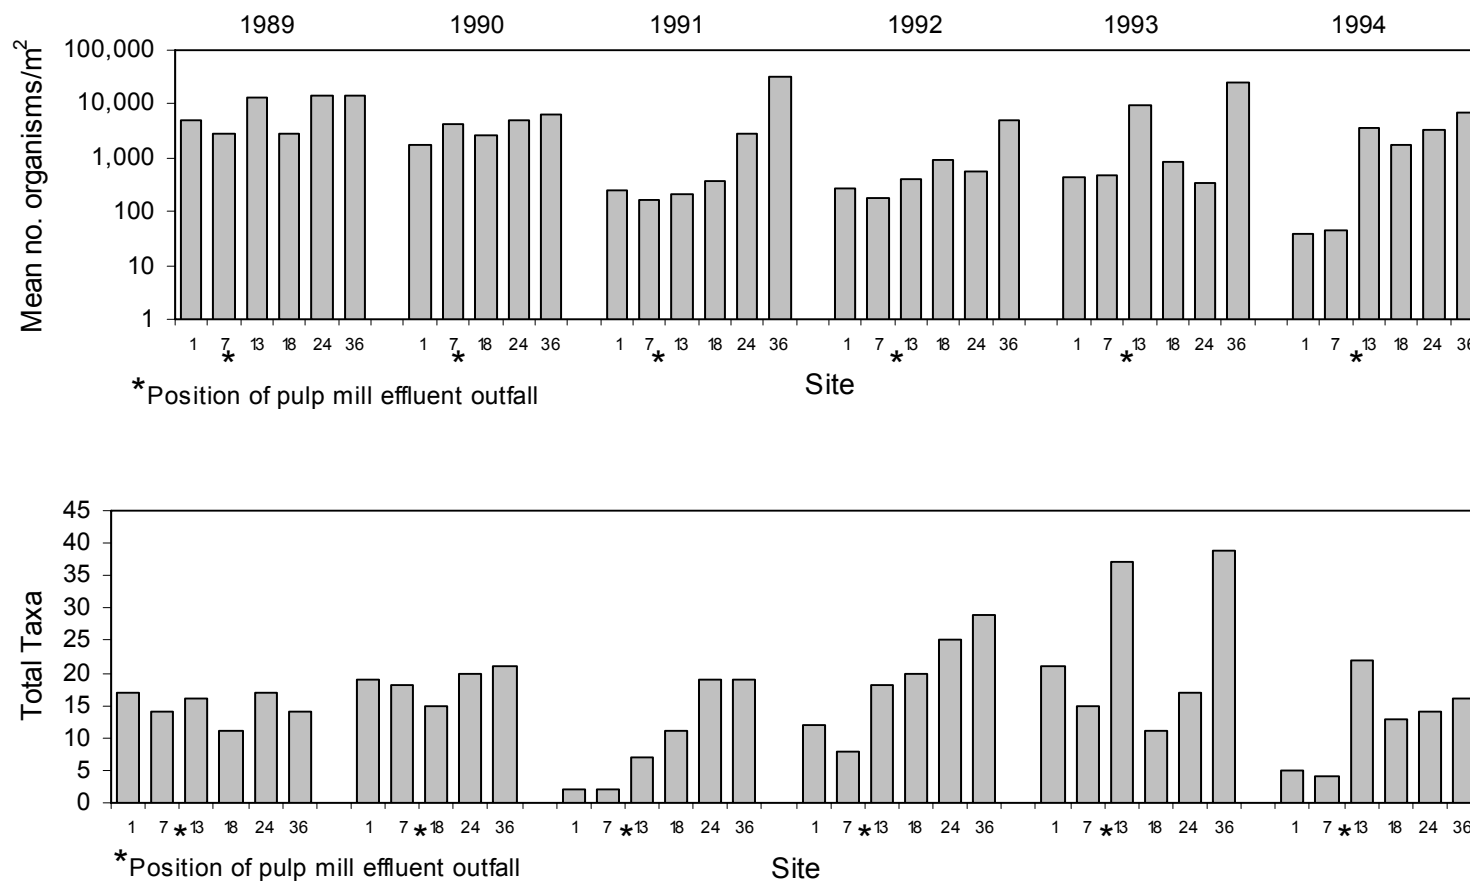 1989 1990 1991 1992 1993 1994
Mean no. organisms/m²
100,000
10,000
1,000
100
10
1
1 7 13 18 24 36 1 7 18 24 36 1 7 13 18 24 36 1 7 13 18 24 36 1 7 13 18 24 36 1 7 13 18 24 36
* * * * * *
*Position of pulp mill effluent outfall
Site
Total Taxa
45
40
35
30
25
20
15
10
5
0
1 7 * 13 18 24 36 1 7 * 18 24 36 1 7 * 13 18 24 36 1 7 * 13 18 24 36 1 7 * 13 18 24 36 1 7 * 13 18 24 36
*Position of pulp mill effluent outfall
Site